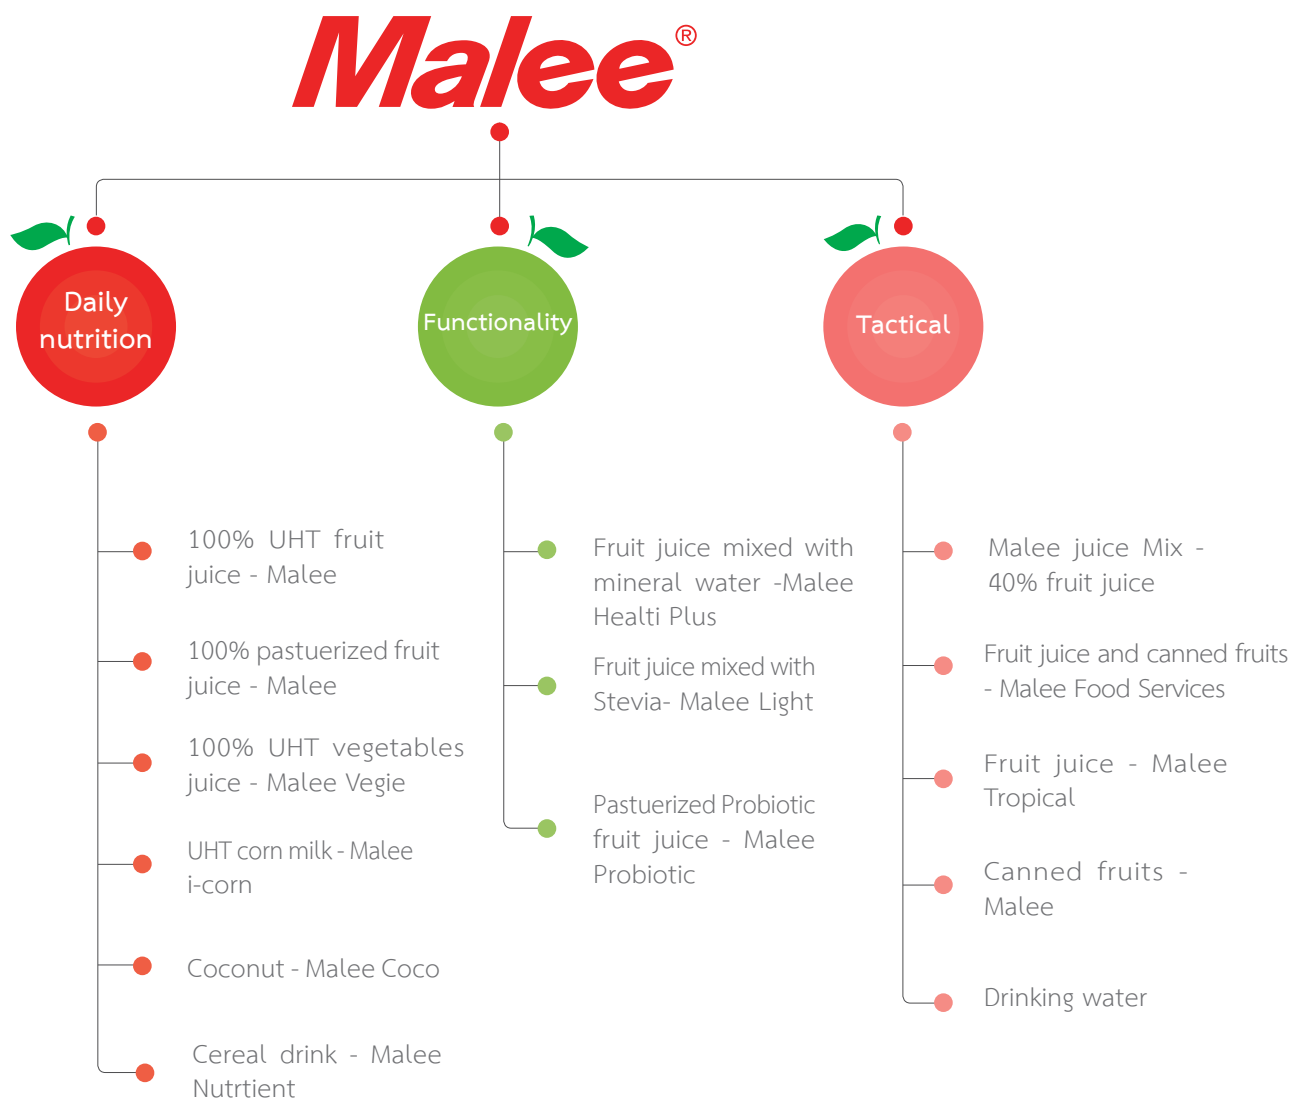 Malee®
Daily
nutrition
Functionality
Tactical
100% UHT fruit
juice - Malee
100% pastuerized fruit
juice - Malee
100% UHT vegetables
juice - Malee Vegie
UHT corn milk - Malee
i-corn
Coconut - Malee Coco
Cereal drink - Malee
Nutrtient
Fruit juice mixed with
mineral water -Malee
Healti Plus
Fruit juice mixed with
Stevia- Malee Light
Pastuerized Probiotic
fruit juice - Malee
Probiotic
Malee juice Mix -
40% fruit juice
Fruit juice and canned fruits
- Malee Food Services
Fruit juice - Malee
Tropical
Canned fruits -
Malee
Drinking water